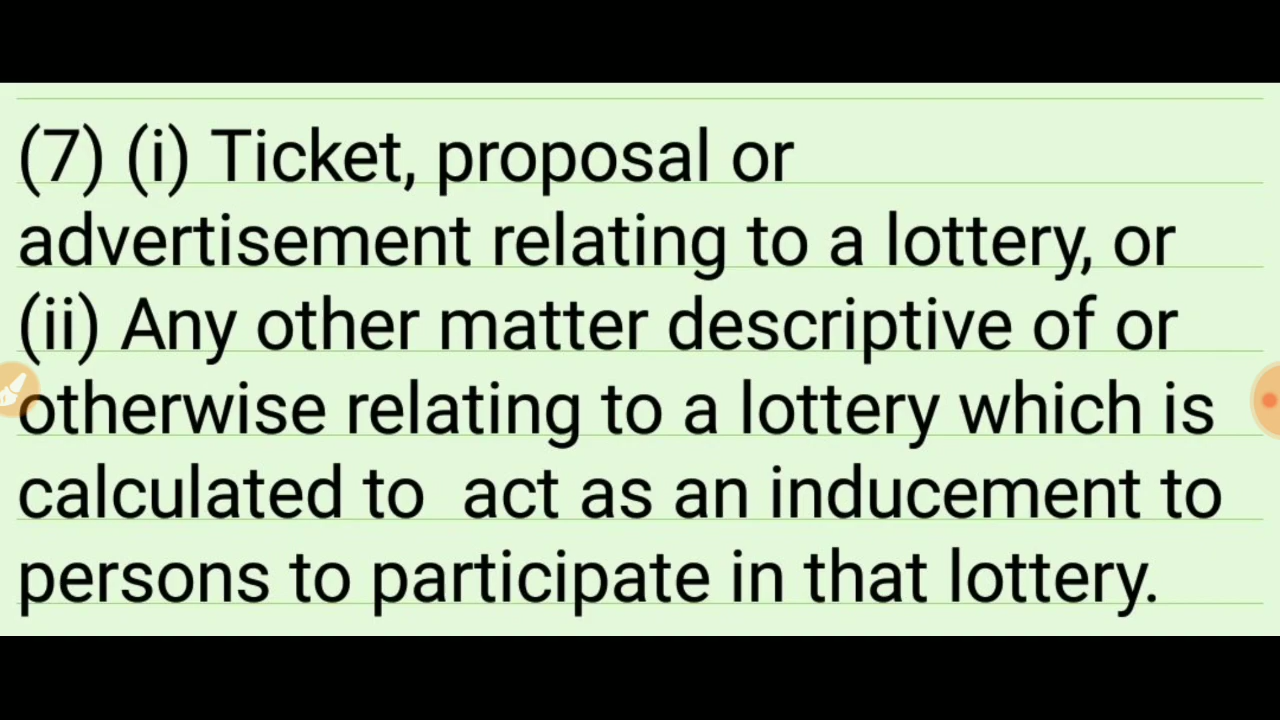 (7) (i) Ticket, proposal or
advertisement relating to a lottery, or
(ii) Any other matter descriptive of or
otherwise relating to a lottery which is
calculated to  act as an inducement to
persons to participate in that lottery.